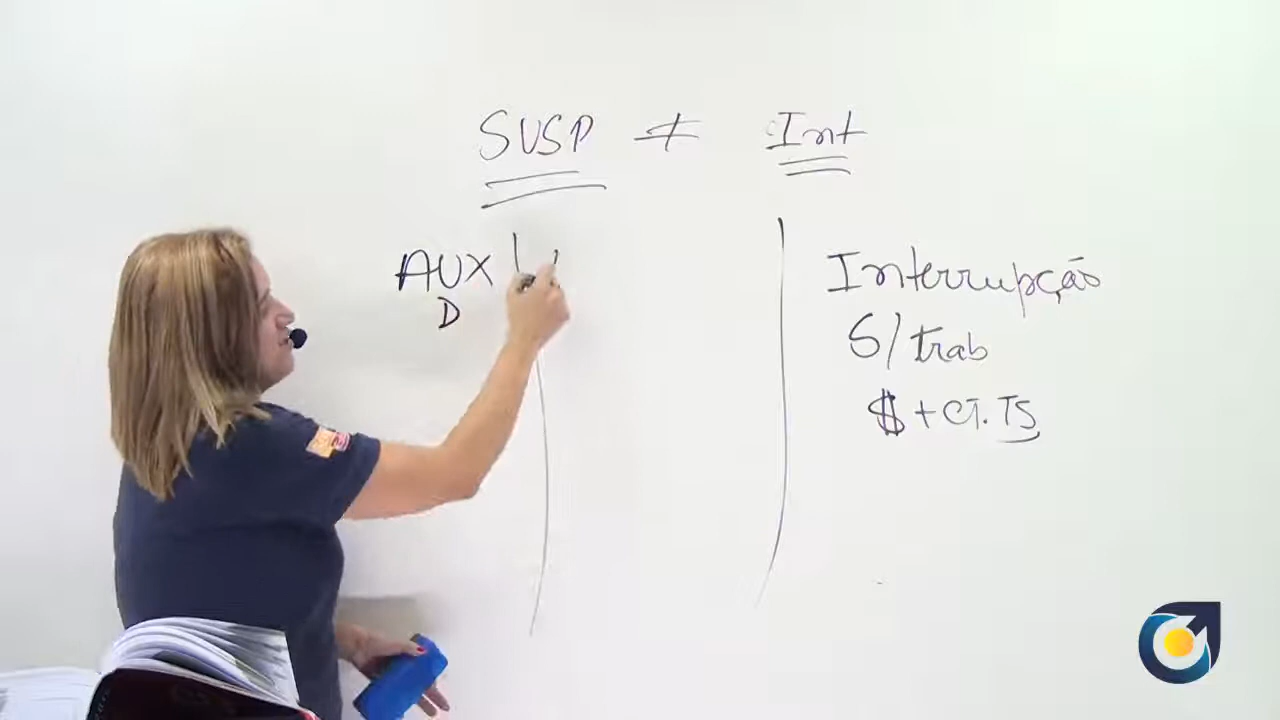 SUSP ≠ Int
AUX
D
Interrupção
S/ trab
$ + CT. TS